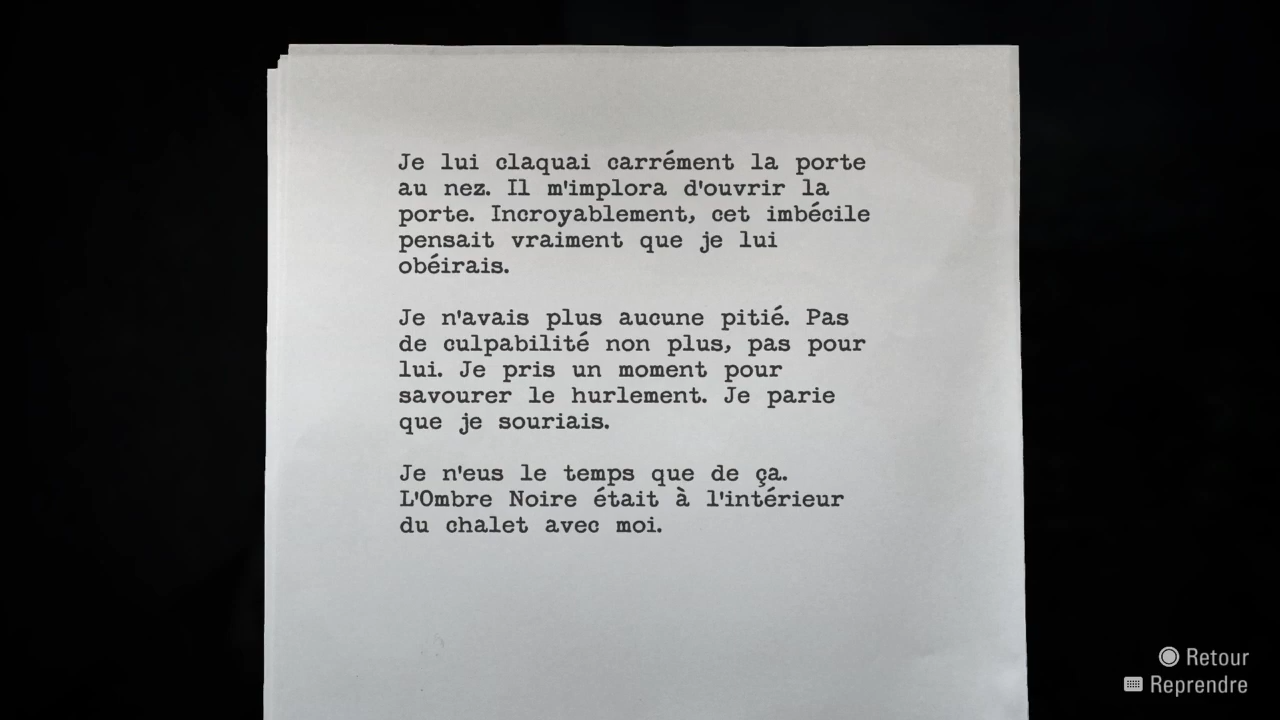 Je lui claquai carrément la porte
au nez. Il m'implora d'ouvrir la
porte. Incroyablement, cet imbécile
pensait vraiment que je lui
obéirais.
Je n'avais plus aucune pitié. Pas
de culpabilité non plus, pas pour
lui. Je pris un moment pour
savourer le hurlement. Je parie
que je souriais.
Je n'eus le temps que de ça.
L'Ombre Noire était à l'intérieur
du chalet avec moi.
Retour
Reprendre